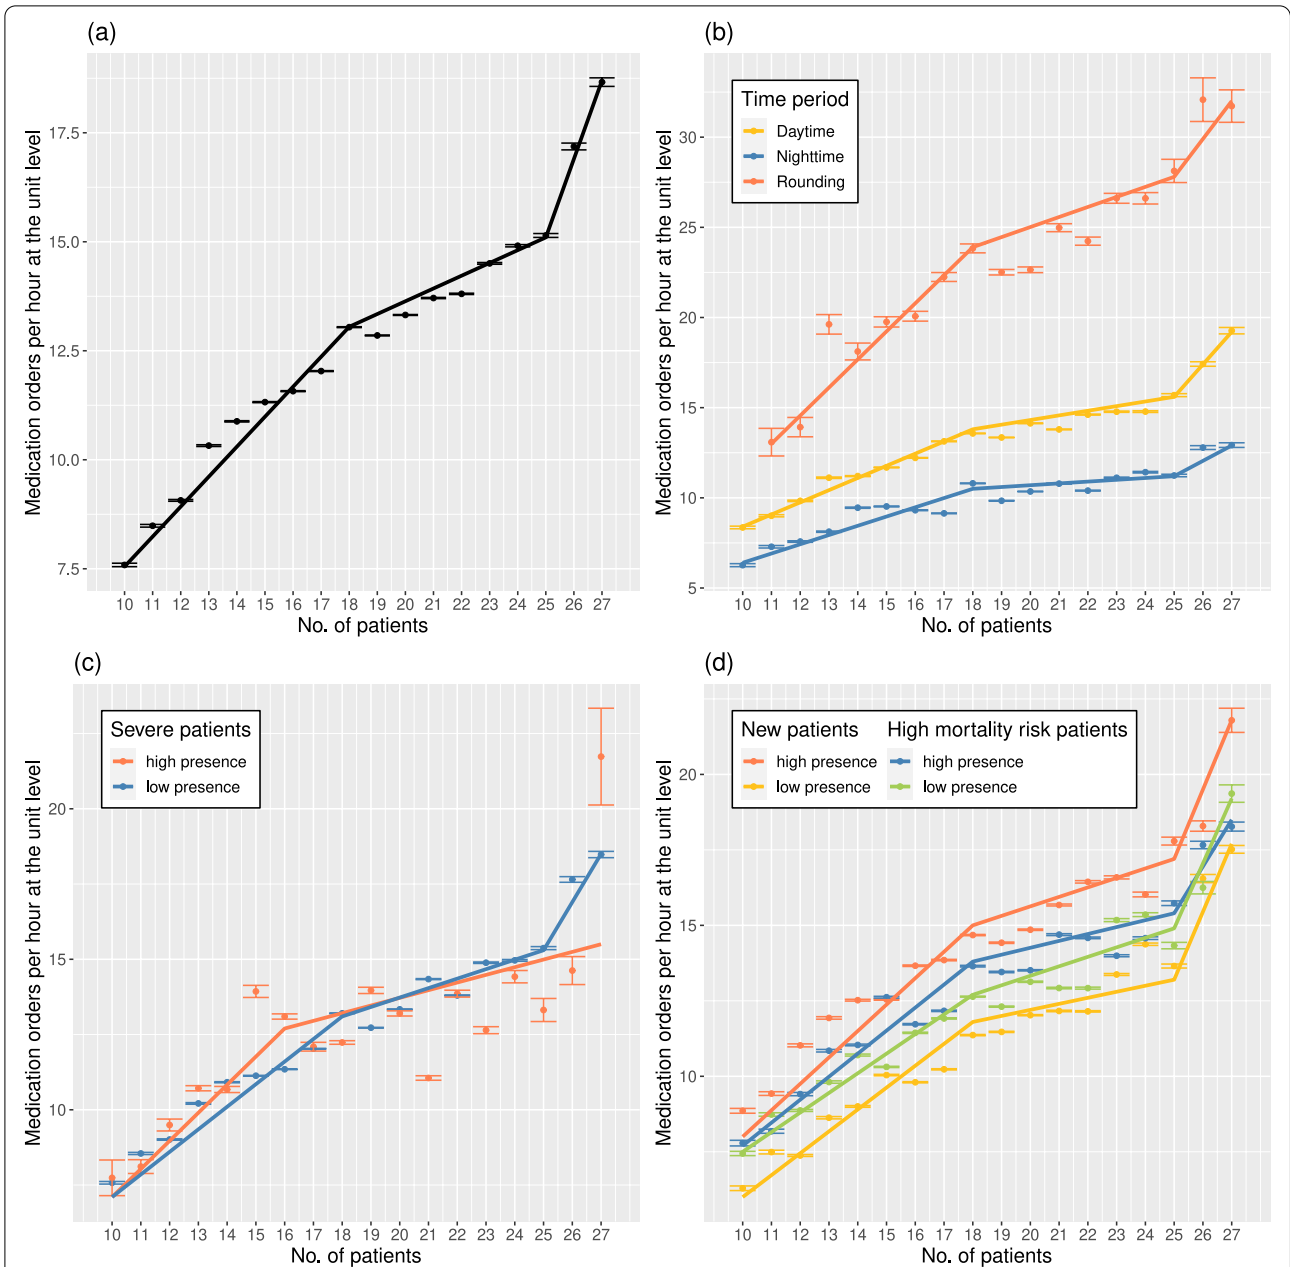 (a)
Medication orders per hour at the unit level
17.5
15.0
12.5
10.0
7.5
10 11 12 13 14 15 16 17 18 19 20 21 22 23 24 25 26 27
No. of patients
(b)
Medication orders per hour at the unit level
Time period
Daytime
Nighttime
Rounding
30
25
20
15
10
5
10 11 12 13 14 15 16 17 18 19 20 21 22 23 24 25 26 27
No. of patients
(c)
Medication orders per hour at the unit level
Severe patients
high presence
low presence
20
15
10
10 11 12 13 14 15 16 17 18 19 20 21 22 23 24 25 26 27
No. of patients
(d)
Medication orders per hour at the unit level
New patients High mortality risk patients
high presence high presence
low presence low presence
20
15
10
10 11 12 13 14 15 16 17 18 19 20 21 22 23 24 25 26 27
No. of patients